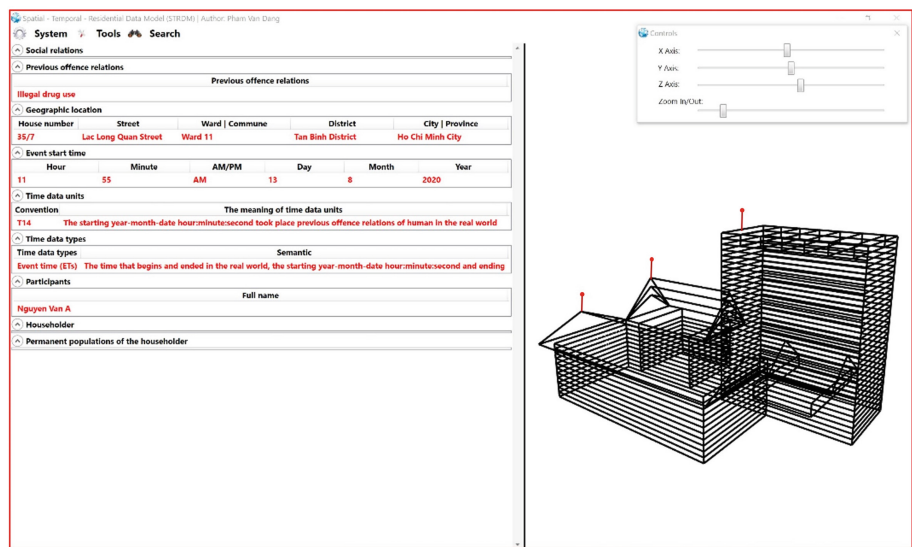 Spatial - Temporal - Residential Data Model (STRDM) | Author: Pham Van Dang
System Tools Search
Controls
X Axis:
Y Axis:
Z Axis:
Zoom In/Out:
Social relations
Previous offence relations
Previous offence relations
Illegal drug use
Geographic location
House number Street Ward | Commune District City | Province
35/7 Lac Long Quan Street Ward 11 Tan Binh District Ho Chi Minh City
Event start time
Hour Minute AM/PM Day Month Year
11 55 AM 13 8 2020
Time data units
Convention The meaning of time data units
T14 The starting year-month-date hour:minute:second took place previous offence relations of human in the real world
Time data types
Time data types Semantic
Event time (ETs) The time that begins and ended in the real world, the starting year-month-date hour:minute:second and ending
Participants
Full name
Nguyen Van A
Householder
Permanent populations of the householder